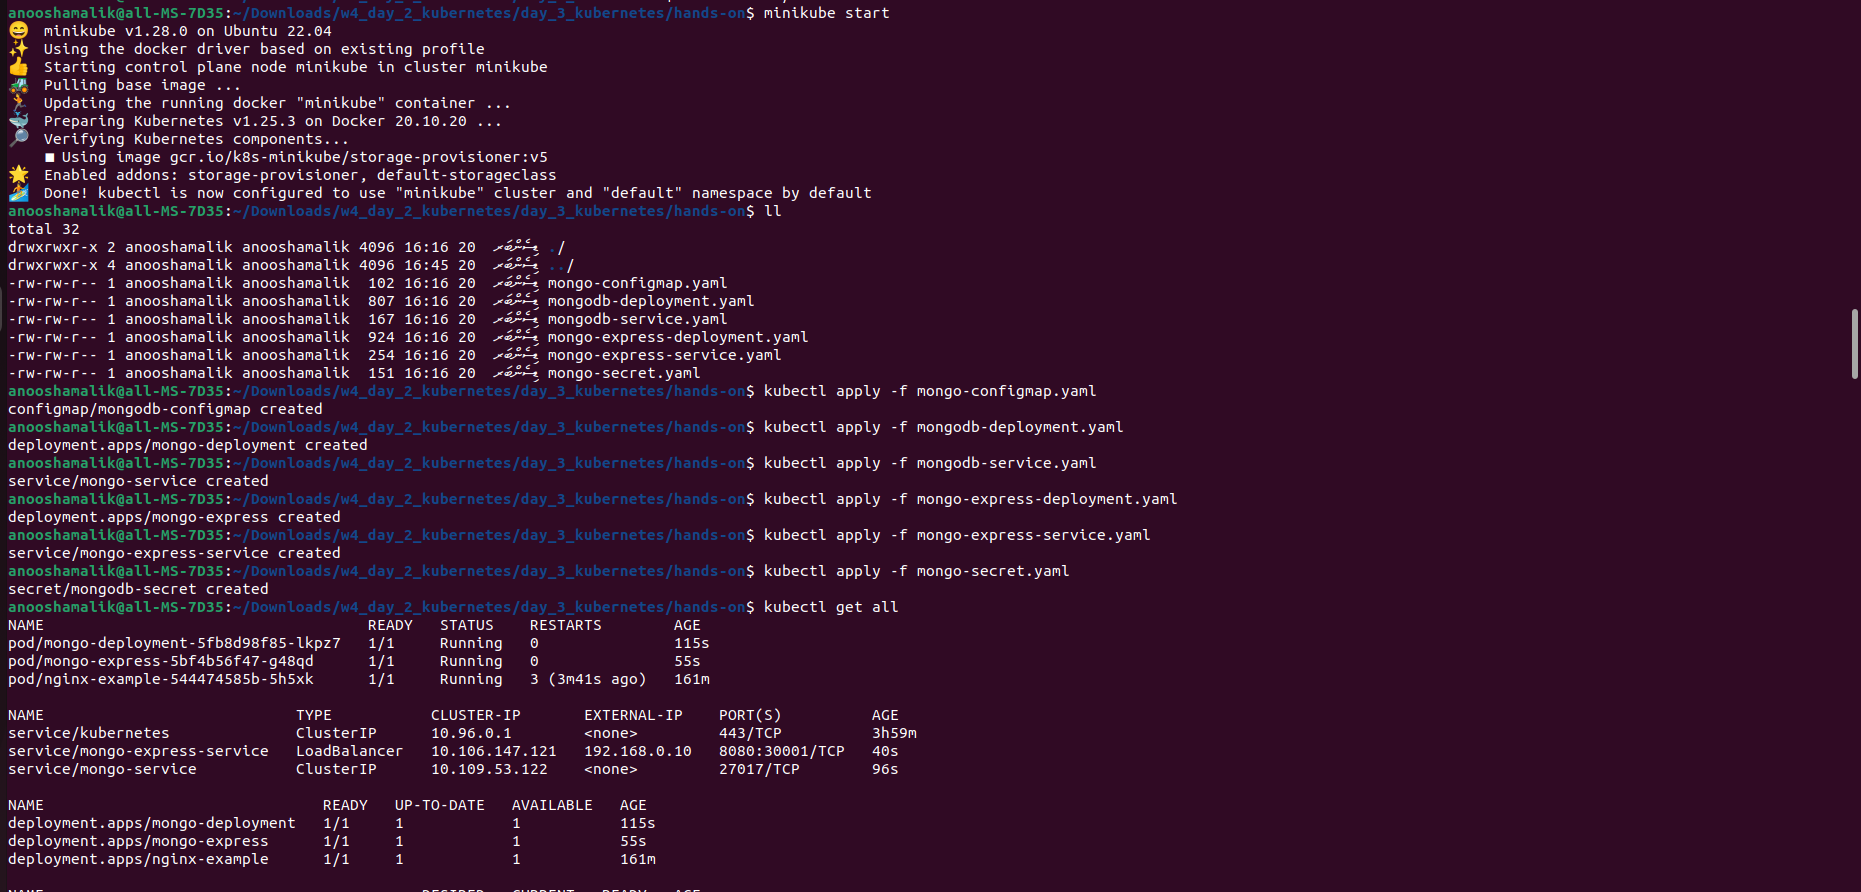 anooshamalik@all-MS-7D35:~/Downloads/w4_day_2_kubernetes/day_3_kubernetes/hands-on$ minikube start
minikube v1.28.0 on Ubuntu 22.04
Using the docker driver based on existing profile
Starting control plane node minikube in cluster minikube
Pulling base image ...
Updating the running docker "minikube" container ...
Preparing Kubernetes v1.25.3 on Docker 20.10.20 ...
Verifying Kubernetes components...
■ Using image gcr.io/k8s-minikube/storage-provisioner:v5
Enabled addons: storage-provisioner, default-storageclass
Done! kubectl is now configured to use "minikube" cluster and "default" namespace by default
anooshamalik@all-MS-7D35:~/Downloads/w4_day_2_kubernetes/day_3_kubernetes/hands-on$ ll
total 32
drwxrwxr-x 2 anooshamalik anooshamalik 4096 16:16 20 ޑިސެންބަރ ./
drwxrwxr-x 4 anooshamalik anooshamalik 4096 16:45 20 ޑިސެންބަރ ../
-rw-rw-r-- 1 anooshamalik anooshamalik 102 16:16 20 ޑިސެންބަރ mongo-configmap.yaml
-rw-rw-r-- 1 anooshamalik anooshamalik 807 16:16 20 ޑިސެންބަރ mongodb-deployment.yaml
-rw-rw-r-- 1 anooshamalik anooshamalik 167 16:16 20 ޑިސެންބަރ mongodb-service.yaml
-rw-rw-r-- 1 anooshamalik anooshamalik 924 16:16 20 ޑިސެންބަރ mongo-express-deployment.yaml
-rw-rw-r-- 1 anooshamalik anooshamalik 254 16:16 20 ޑިސެންބަރ mongo-express-service.yaml
-rw-rw-r-- 1 anooshamalik anooshamalik 151 16:16 20 ޑިސެންބަރ mongo-secret.yaml
anooshamalik@all-MS-7D35:~/Downloads/w4_day_2_kubernetes/day_3_kubernetes/hands-on$ kubectl apply -f mongo-configmap.yaml
configmap/mongodb-configmap created
anooshamalik@all-MS-7D35:~/Downloads/w4_day_2_kubernetes/day_3_kubernetes/hands-on$ kubectl apply -f mongodb-deployment.yaml
deployment.apps/mongo-deployment created
anooshamalik@all-MS-7D35:~/Downloads/w4_day_2_kubernetes/day_3_kubernetes/hands-on$ kubectl apply -f mongodb-service.yaml
service/mongo-service created
anooshamalik@all-MS-7D35:~/Downloads/w4_day_2_kubernetes/day_3_kubernetes/hands-on$ kubectl apply -f mongo-express-deployment.yaml
deployment.apps/mongo-express created
anooshamalik@all-MS-7D35:~/Downloads/w4_day_2_kubernetes/day_3_kubernetes/hands-on$ kubectl apply -f mongo-express-service.yaml
service/mongo-express-service created
anooshamalik@all-MS-7D35:~/Downloads/w4_day_2_kubernetes/day_3_kubernetes/hands-on$ kubectl apply -f mongo-secret.yaml
secret/mongodb-secret created
anooshamalik@all-MS-7D35:~/Downloads/w4_day_2_kubernetes/day_3_kubernetes/hands-on$ kubectl get all
NAME READY STATUS RESTARTS AGE
pod/mongo-deployment-5fb8d98f85-lkpz7 1/1 Running 0 115s
pod/mongo-express-5bf4b56f47-g48qd 1/1 Running 0 55s
pod/nginx-example-544474585b-5h5xk 1/1 Running 3 (3m41s ago) 161m
NAME TYPE CLUSTER-IP EXTERNAL-IP PORT(S) AGE
service/kubernetes ClusterIP 10.96.0.1 <none> 443/TCP 3h59m
service/mongo-express-service LoadBalancer 10.106.147.121 192.168.0.10 8080:30001/TCP 40s
service/mongo-service ClusterIP 10.109.53.122 <none> 27017/TCP 96s
NAME READY UP-TO-DATE AVAILABLE AGE
deployment.apps/mongo-deployment 1/1 1 1 115s
deployment.apps/mongo-express 1/1 1 1 55s
deployment.apps/nginx-example 1/1 1 1 161m
NAME DESIRED CURRENT READY AGE